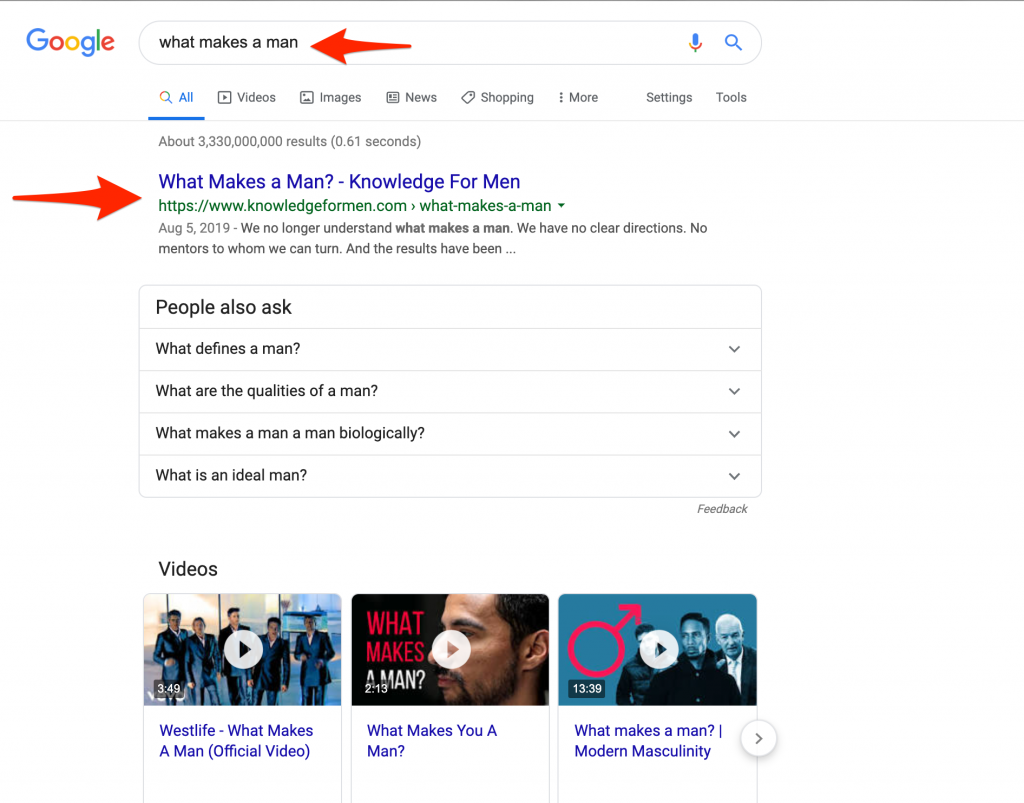 Google
what makes a man
All
Videos
Images
News
Shopping
More
Settings
Tools
About 3,330,000,000 results (0.61 seconds)
What Makes a Man? - Knowledge For Men
https://www.knowledgeformen.com › what-makes-a-man
Aug 5, 2019 - We no longer understand what makes a man. We have no clear directions. No
mentors to whom we can turn. And the results have been ...
People also ask
What defines a man?
What are the qualities of a man?
What makes a man a man biologically?
What is an ideal man?
Feedback
Videos
3:49
vevo
WHAT
MAKES
A MAN?
2:13
13:39
Westlife - What Makes
A Man (Official Video)
What Makes You A
Man?
What makes a man? |
Modern Masculinity